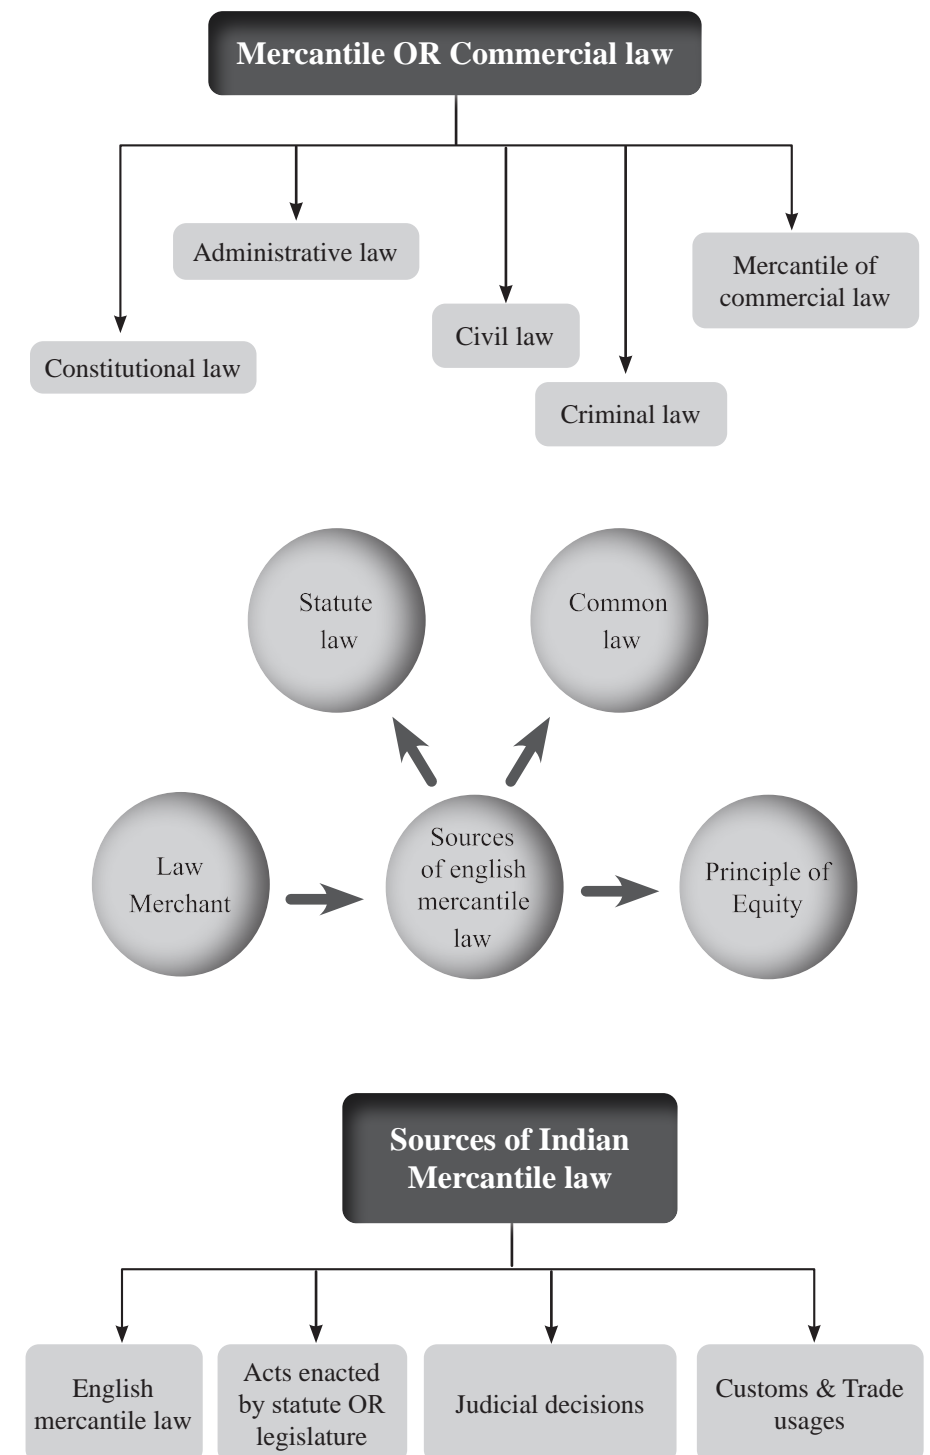 Mercantile OR Commercial law
Administrative law
Mercantile of
commercial law
Civil law
Constitutional law
Criminal law
Statute
law
Common
law
Law
Merchant
Sources
of english
mercantile
law
Principle of
Equity
Sources of Indian
Mercantile law
English
mercantile law
Acts enacted
by statute OR
legislature
Judicial decisions
Customs & Trade
usages